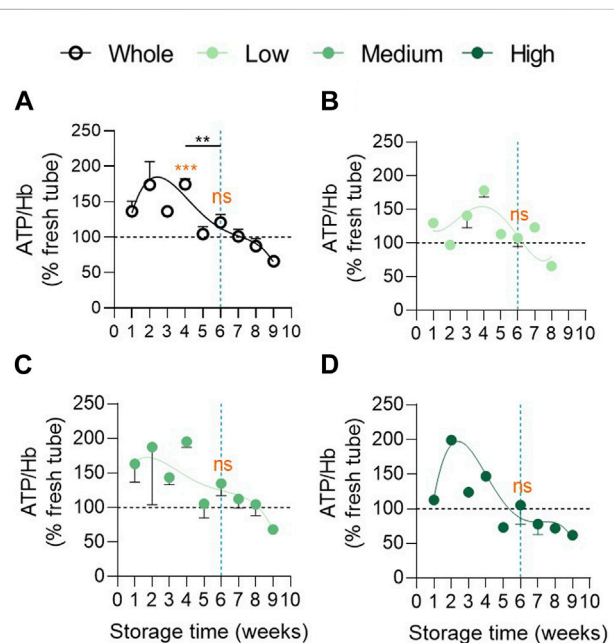 Whole Low Medium High
A
ATP/Hb
(% fresh tube)
250
200
150
100
50
0
**
***
ns
0 1 2 3 4 5 6 7 8 9 10
B
ATP/Hb
(% fresh tube)
250
200
150
100
50
0
ns
0 1 2 3 4 5 6 7 8 9 10
C
ATP/Hb
(% fresh tube)
250
200
150
100
50
0
ns
0 1 2 3 4 5 6 7 8 9 10
Storage time (weeks)
D
ATP/Hb
(% fresh tube)
250
200
150
100
50
0
ns
0 1 2 3 4 5 6 7 8 9 10
Storage time (weeks)